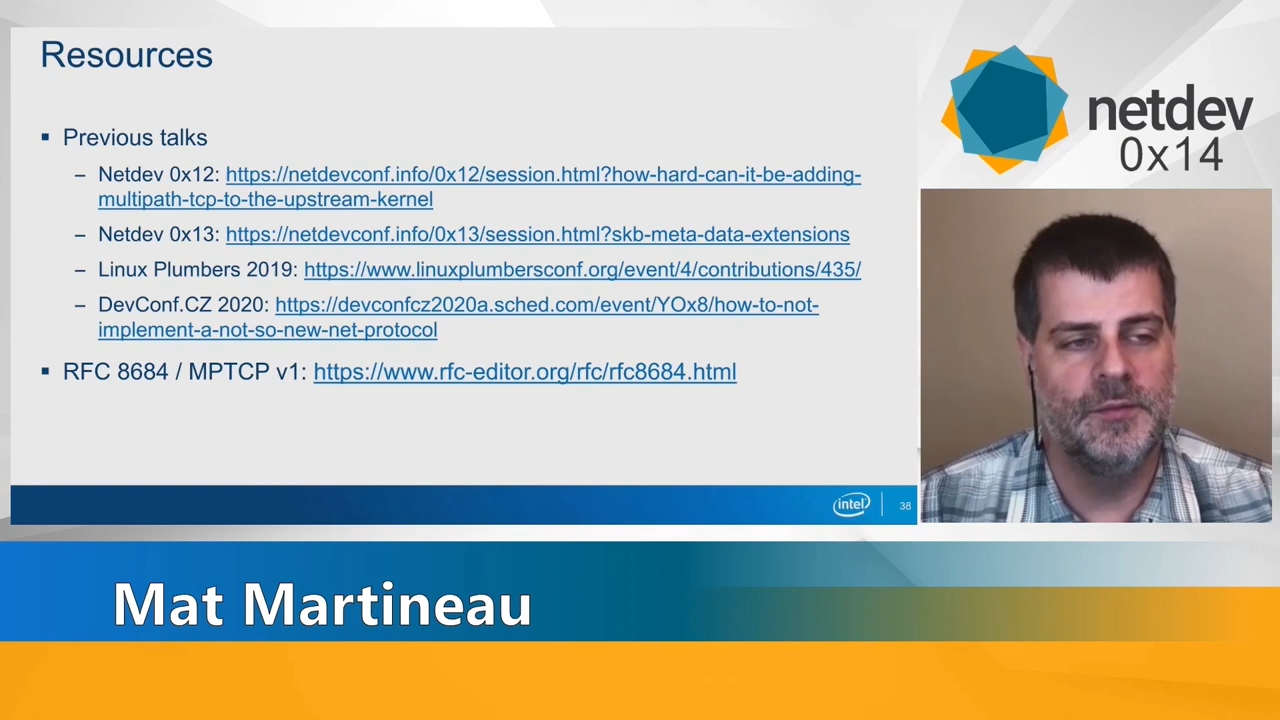 Resources
▪ Previous talks
– Netdev 0x12: https://netdevconf.info/0x12/session.html?how-hard-can-it-be-adding-
multipath-tcp-to-the-upstream-kernel
– Netdev 0x13: https://netdevconf.info/0x13/session.html?skb-meta-data-extensions
– Linux Plumbers 2019: https://www.linuxplumbersconf.org/event/4/contributions/435/
– DevConf.CZ 2020: https://devconfcz2020a.sched.com/event/YOx8/how-to-not-
implement-a-not-so-new-net-protocol
▪ RFC 8684 / MPTCP v1: https://www.rfc-editor.org/rfc/rfc8684.html
intel
38
netdev
0x14
Mat Martineau